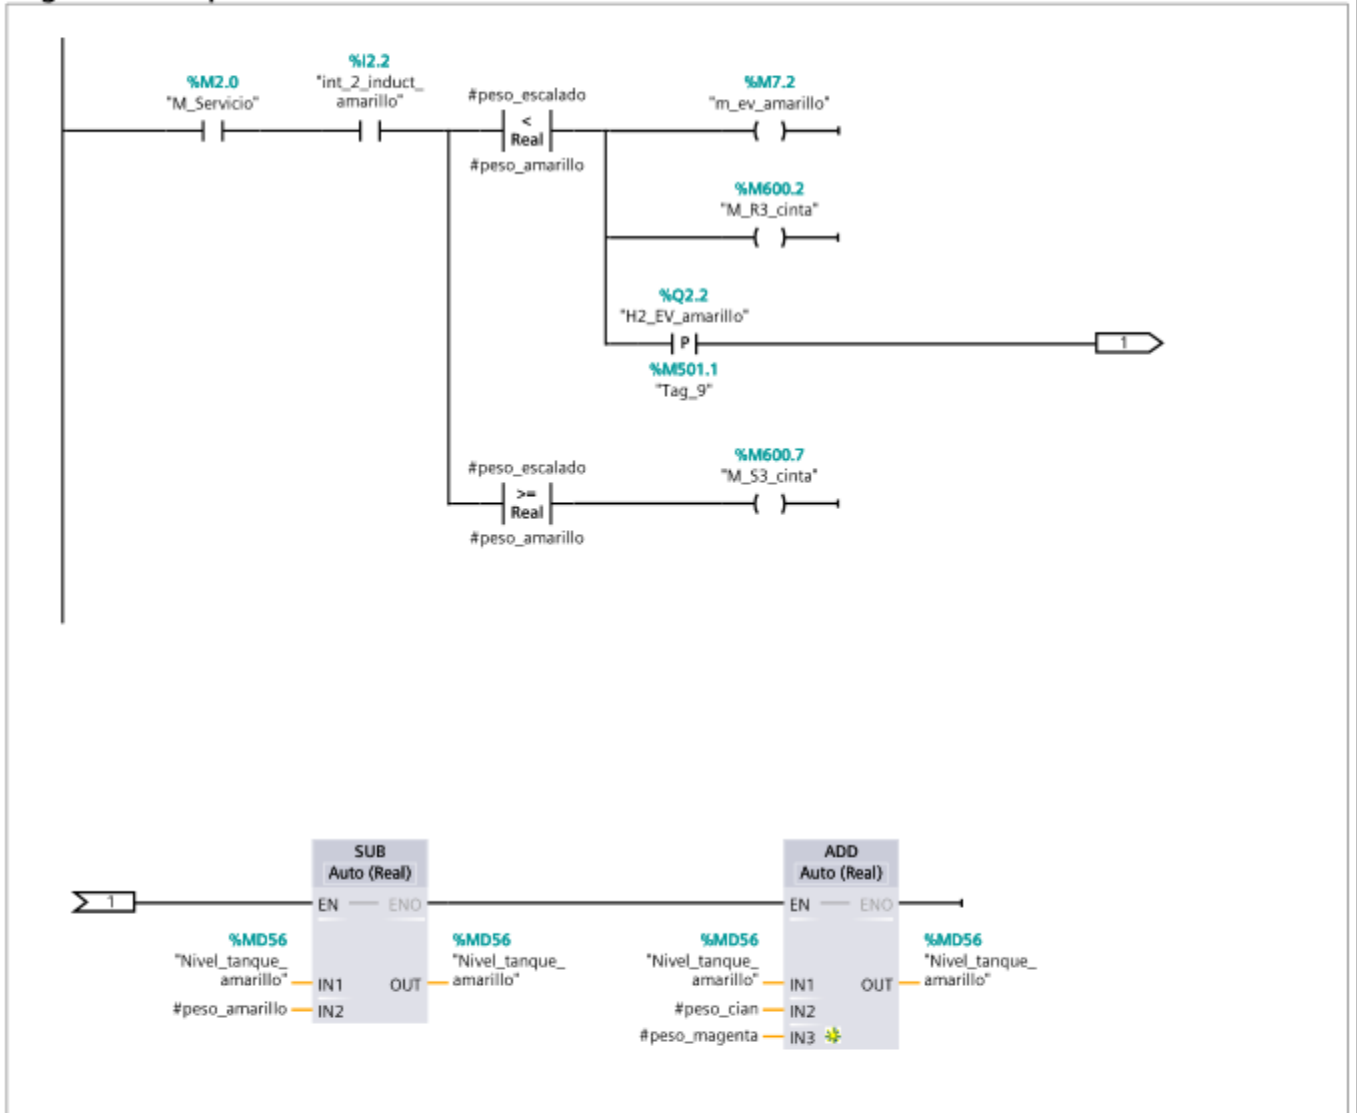 %M2.0
"M_Servicio"
%I2.2
"int_2_induct_
amarillo"
#peso_escalado
<
Real
#peso_amarillo
%M7.2
"m_ev_amarillo"
%M600.2
"M_R3_cinta"
%Q2.2
"H2_EV_amarillo"
P
%M501.1
"Tag_9"
1
#peso_escalado
>=
Real
#peso_amarillo
%M600.7
"M_S3_cinta"
1
SUB
Auto (Real)
EN ENO
%MD56
"Nivel_tanque_
amarillo"
IN1
#peso_amarillo
IN2
OUT
%MD56
"Nivel_tanque_
amarillo"
ADD
Auto (Real)
EN ENO
%MD56
"Nivel_tanque_
amarillo"
IN1
#peso_cian
IN2
#peso_magenta
IN3
OUT
%MD56
"Nivel_tanque_
amarillo"